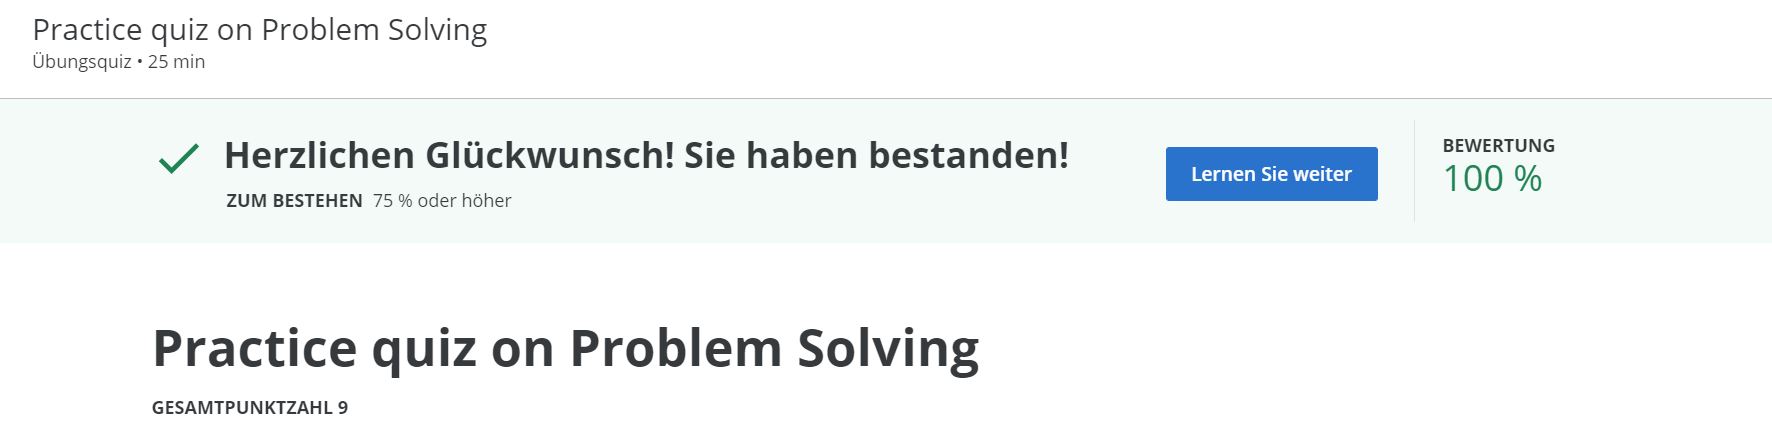 Practice quiz on Problem Solving
Übungsquiz • 25 min
Herzlichen Glückwunsch! Sie haben bestanden!
ZUM BESTEHEN 75 % oder höher
Lernen Sie weiter
BEWERTUNG
100 %
Practice quiz on Problem Solving
GESAMTPUNKTZAHL 9